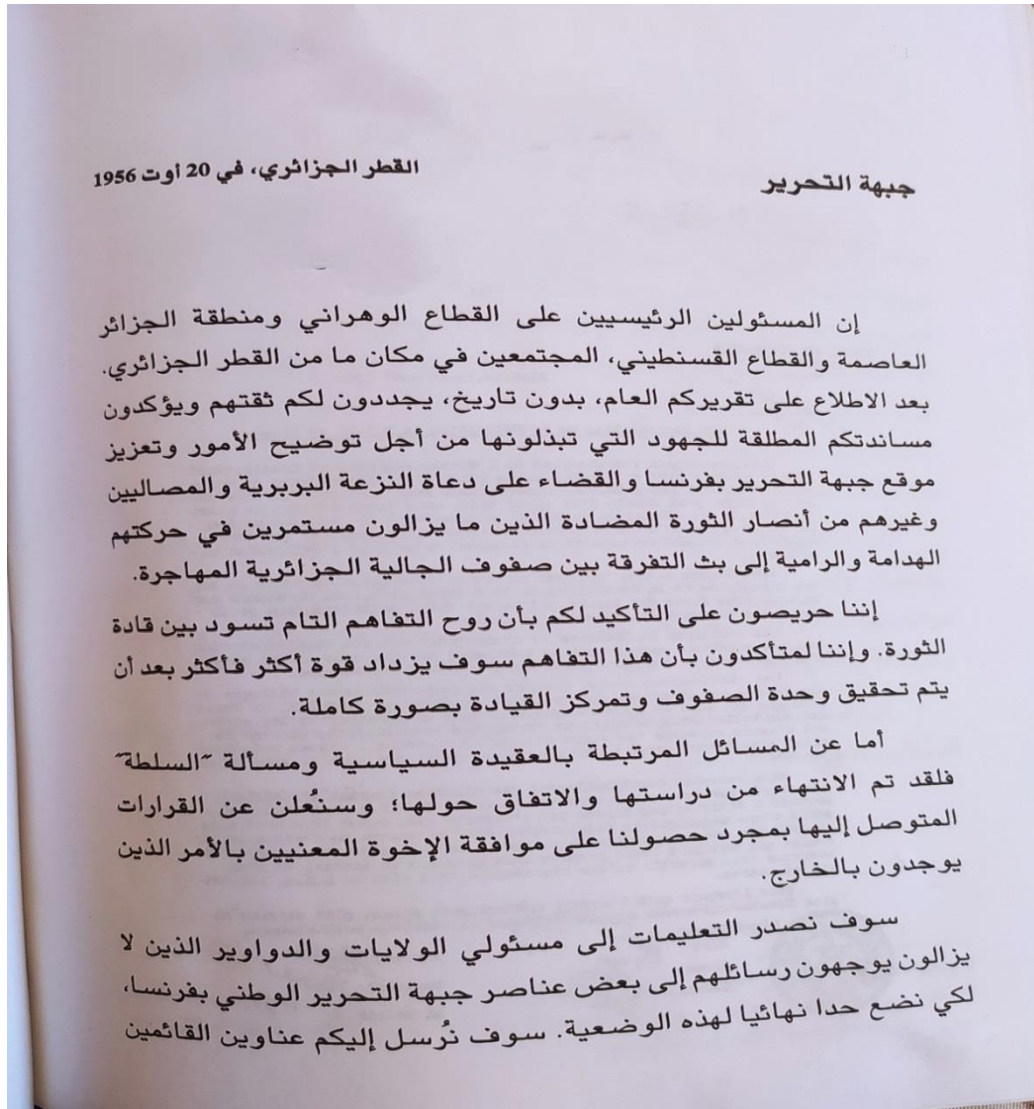 جبهة التحرير
القطر الجزائري، في 20 أوت 1956
إن المسئولين الرئيسيين على القطاع الوهراني ومنطقة الجزائر
العاصمة والقطاع القسنطيني، المجتمعين في مكان ما من القطر الجزائري.
بعد الاطلاع على تقريركم العام، بدون تاريخ، يجددون لكم ثقتهم ويؤكدون
مساندتكم المطلقة للجهود التي تبذلونها من أجل توضيح الأمور وتعزيز
موقع جبهة التحرير بفرنسا والقضاء على دعاة النزعة البربرية والمصاليين
وغيرهم من أنصار الثورة المضادة الذين ما يزالون مستمرين في حركتهم
الهدامة والرامية إلى بث التفرقة بين صفوف الجالية الجزائرية المهاجرة.
إننا حريصون على التأكيد لكم بأن روح التفاهم التام تسود بين قادة
الثورة. وإننا لمتأكدون بأن هذا التفاهم سوف يزداد قوة أكثر فأكثر بعد أن
يتم تحقيق وحدة الصفوف وتمركز القيادة بصورة كاملة.
أما عن المسائل المرتبطة بالعقيدة السياسية ومسألة "السلطة"
فلقد تم الانتهاء من دراستها والاتفاق حولها؛ وسنُعلن عن القرارات
المتوصل إليها بمجرد حصولنا على موافقة الإخوة المعنيين بالأمر الذين
يوجدون بالخارج.
سوف نصدر التعليمات إلى مسئولي الولايات والدواوير الذين لا
يزالون يوجهون رسائلهم إلى بعض عناصر جبهة التحرير الوطني بفرنسا،
لكي نضع حدا نهائيا لهذه الوضعية. سوف نُرسل إليكم عناوين القائمين